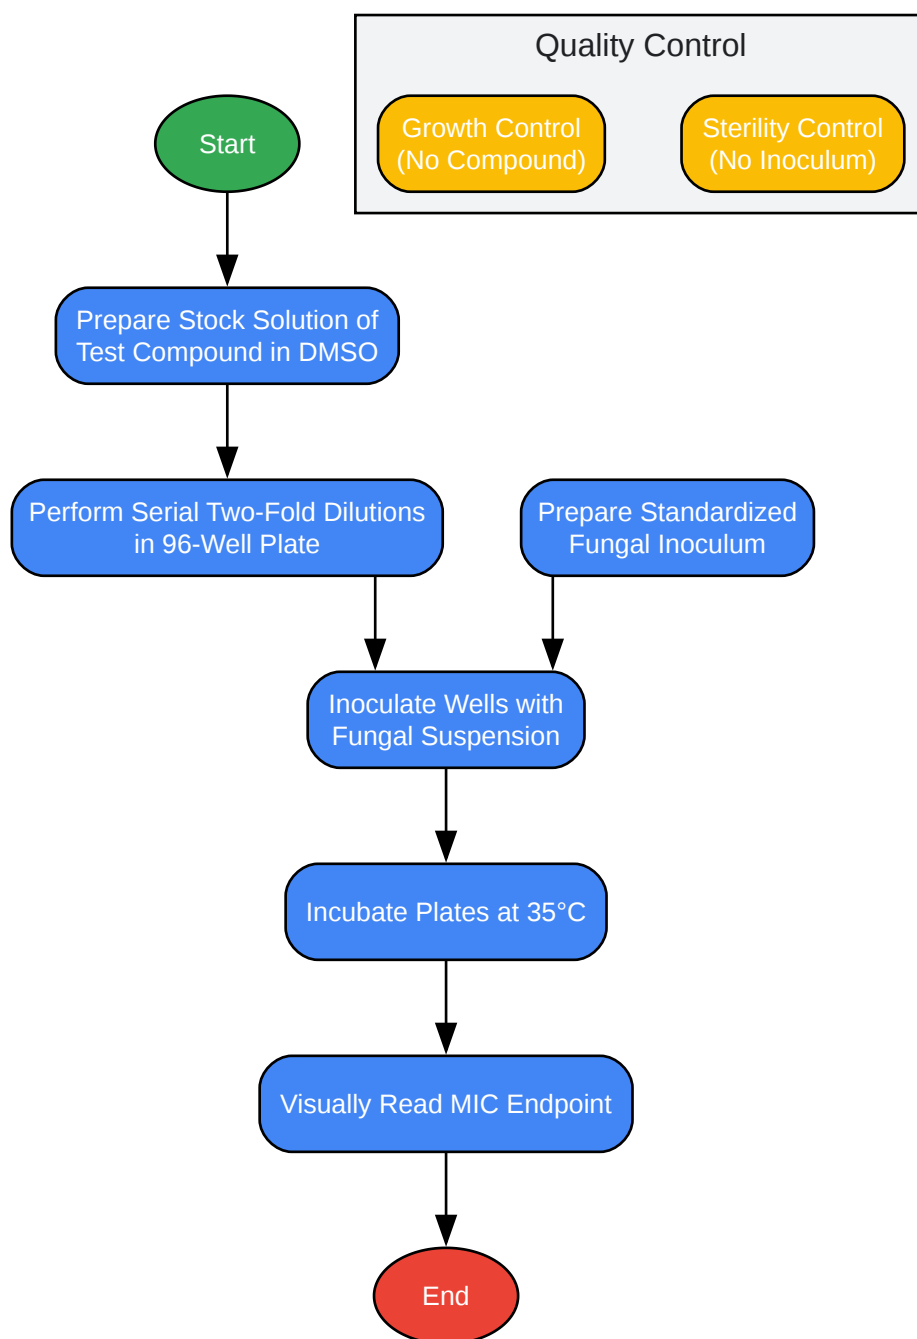 Quality Control
Start
Growth Control
(No Compound)
Sterility Control
(No Inoculum)
Prepare Stock Solution of
Test Compound in DMSO
Perform Serial Two-Fold Dilutions
in 96-Well Plate
Prepare Standardized
Fungal Inoculum
Inoculate Wells with
Fungal Suspension
Incubate Plates at 35°C
Visually Read MIC Endpoint
End